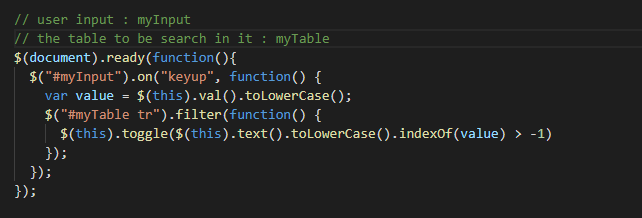 // user input : myInput
// the table to be search in it : myTable
$(document).ready(function(){
  $("#myInput").on("keyup", function() {
    var value = $(this).val().toLowerCase();
    $("#myTable tr").filter(function() {
      $(this).toggle($(this).text().toLowerCase().indexOf(value) > -1)
    });
  });
});